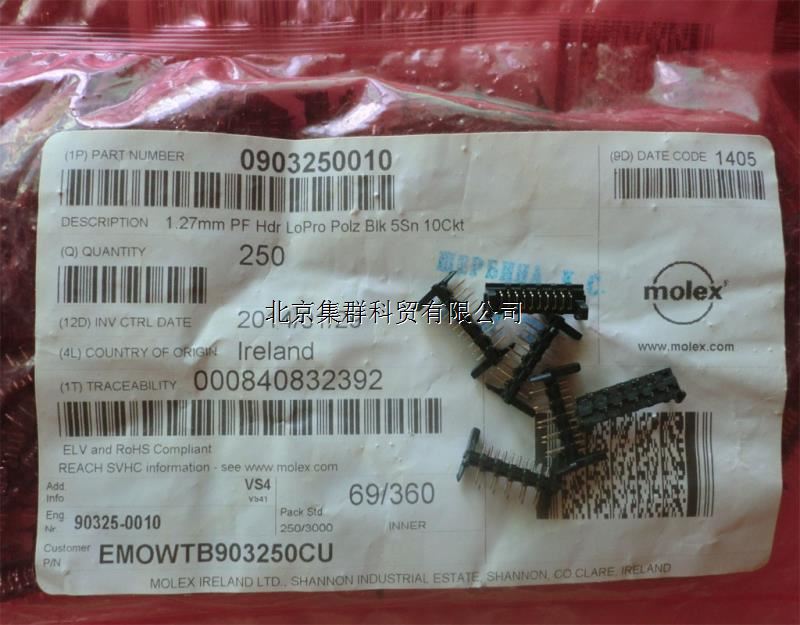 (1P) PART NUMBER 0903250010
(9D) DATE CODE 1405
DESCRIPTION 1.27mm PF Hdr LoPro Polz Blk 5Sn 10Ckt
(Q) QUANTITY 250
molex
北京集群科贸有限公司
(12D) INV CTRL DATE
(4L) COUNTRY OF ORIGIN Ireland
www.molex.com
(1T) TRACEABILITY 000840832392
ELV and RoHS Compliant
REACH SVHC information - see www.molex.com
Add. Info VS4
VS41
69/360
Eng. Nr. 90325-0010
Pack Std
250/3000
INNER
Customer P/N EMOWTB903250CU
MOLEX IRELAND LTD., SHANNON INDUSTRIAL ESTATE, SHANNON, CO.CLARE, IRELAND